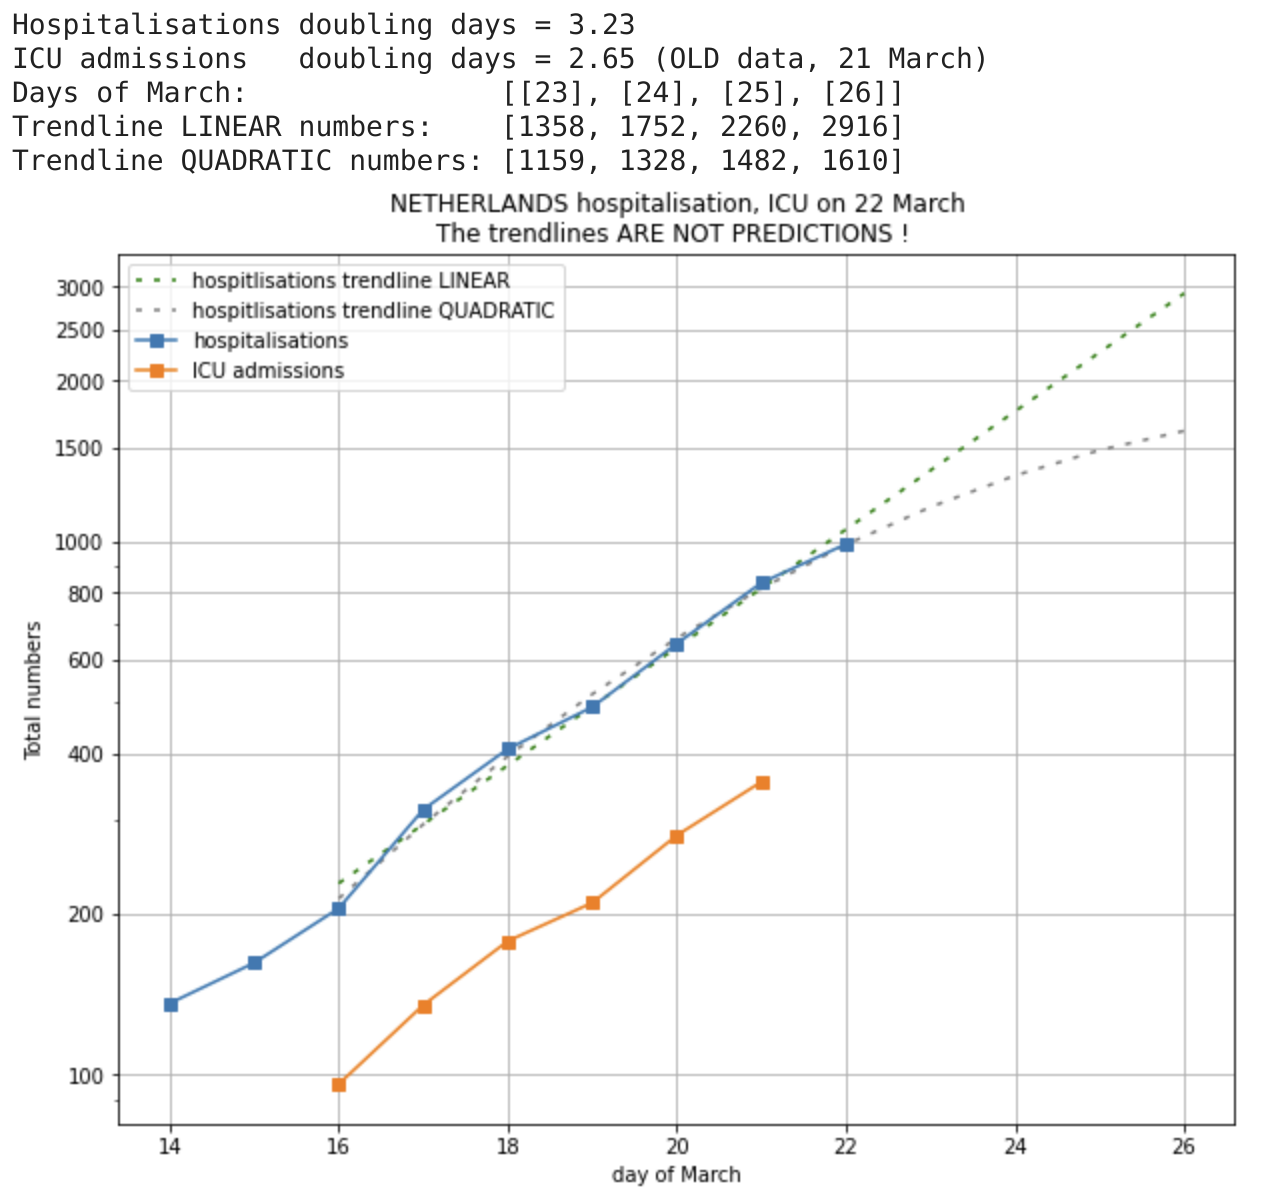 Hospitalisations doubling days = 3.23
ICU admissions   doubling days = 2.65 (OLD data, 21 March)
Days of March:               [[23], [24], [25], [26]]
Trendline LINEAR numbers:    [1358, 1752, 2260, 2916]
Trendline QUADRATIC numbers: [1159, 1328, 1482, 1610]
NETHERLANDS hospitalisation, ICU on 22 March
The trendlines ARE NOT PREDICTIONS !
hospitlisations trendline LINEAR
hospitlisations trendline QUADRATIC
hospitalisations
ICU admissions
3000
2500
2000
1500
1000
800
600
400
200
100
Total numbers
14 16 18 20 22 24 26
day of March